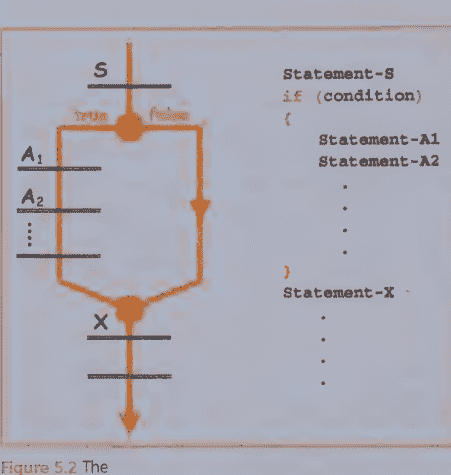 S
true False
A1
A2
X
Statement-S
if (condition)
{
Statement-A1
Statement-A2
}
Statement-X
Figure 5.2 The